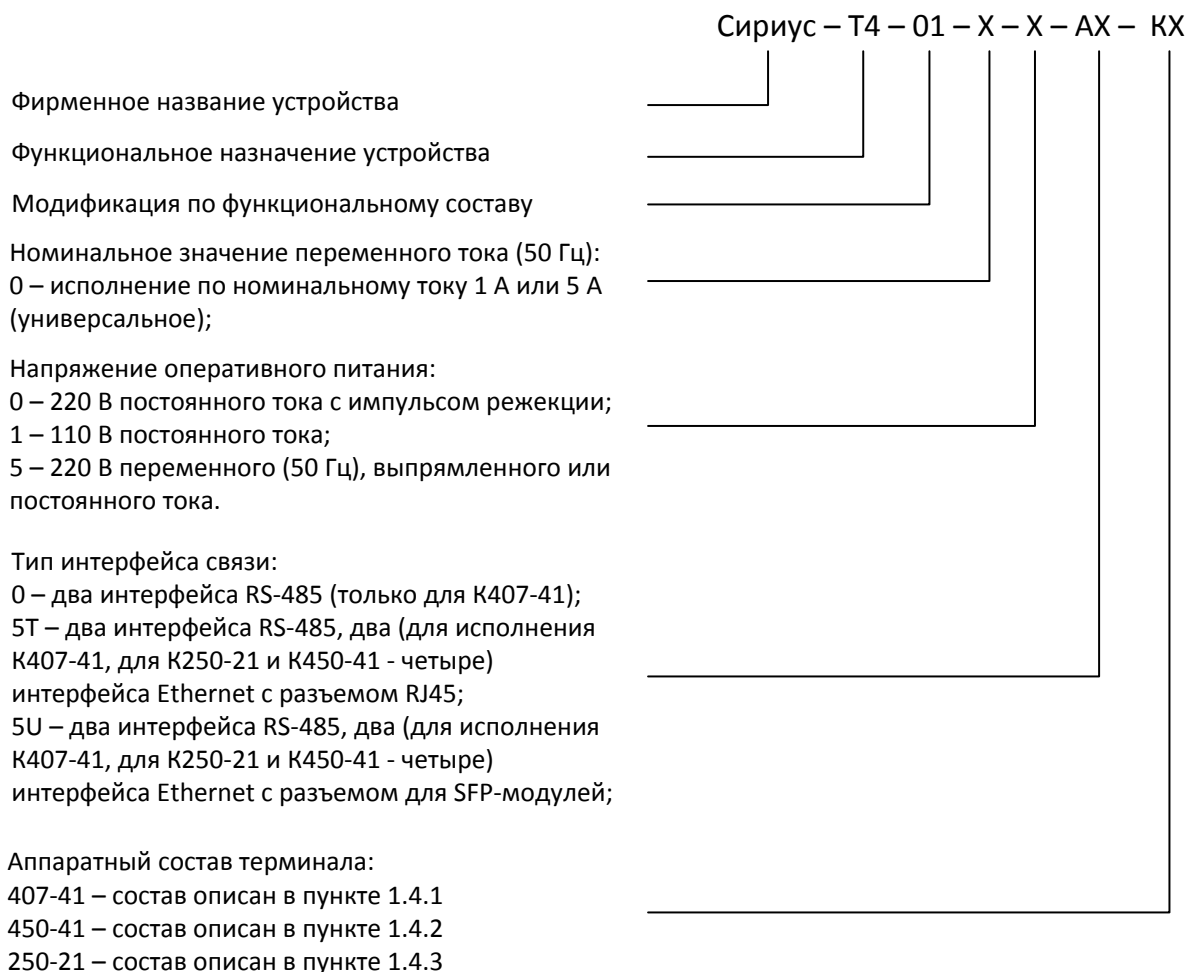 Сириус – Т4 – 01 – Х – Х – АХ – КХ
Фирменное название устройства
Функциональное назначение устройства
Модификация по функциональному составу
Номинальное значение переменного тока (50 Гц):
0 – исполнение по номинальному току 1 А или 5 А
(универсальное);
Напряжение оперативного питания:
0 – 220 В постоянного тока с импульсом режекции;
1 – 110 В постоянного тока;
5 – 220 В переменного (50 Гц), выпрямленного или
постоянного тока.
Тип интерфейса связи:
0 – два интерфейса RS-485 (только для К407-41);
5Т – два интерфейса RS-485, два (для исполнения
К407-41, для К250-21 и К450-41 - четыре)
интерфейса Ethernet с разъемом RJ45;
5U – два интерфейса RS-485, два (для исполнения
К407-41, для К250-21 и К450-41 - четыре)
интерфейса Ethernet с разъемом для SFP-модулей;
Аппаратный состав терминала:
407-41 – состав описан в пункте 1.4.1
450-41 – состав описан в пункте 1.4.2
250-21 – состав описан в пункте 1.4.3